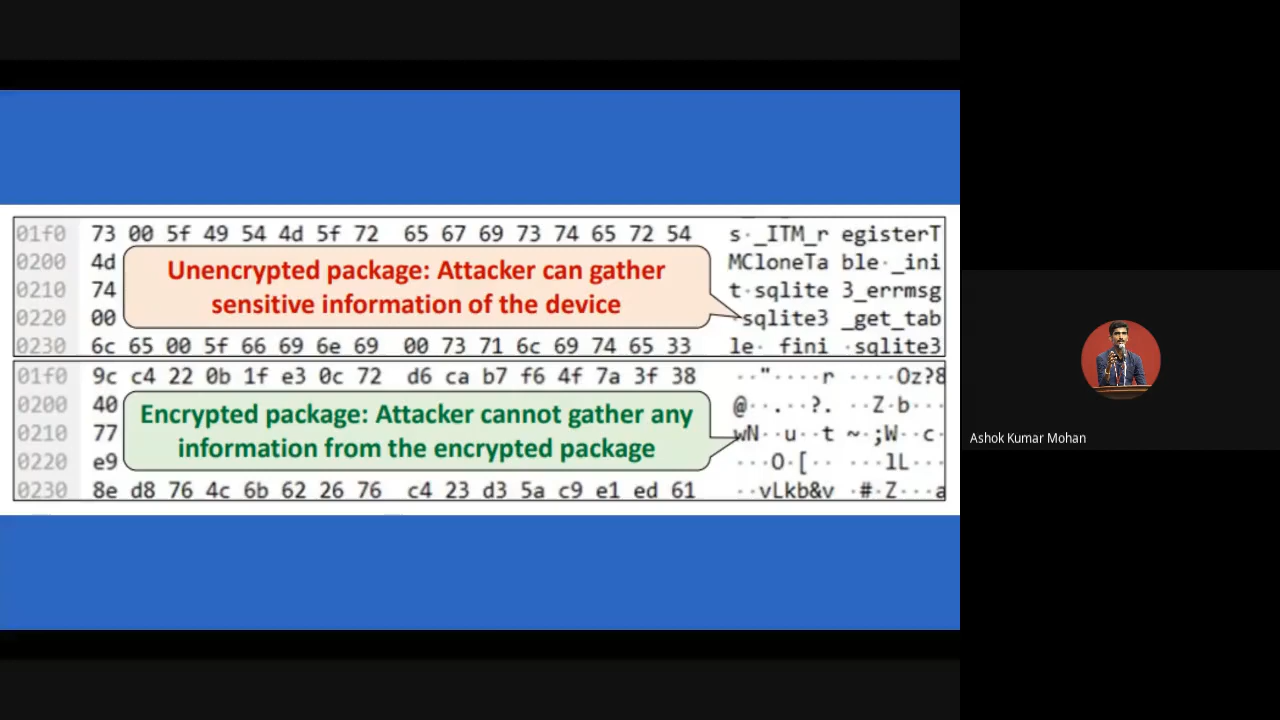 01f0 73 00 5f 49 54 4d 5f 72 65 67 69 73 74 65 72 54 s·_ITM_r egisterT
0200 4d MCloneTa ble·_ini
Unencrypted package: Attacker can gather
sensitive information of the device
0210 74 t·sqlite 3_errmsg
0220 00 ·sqlite3 _get_tab
0230 6c 65 00 5f 66 69 6e 69 00 73 71 6c 69 74 65 33 le· fini ·sqlite3
01f0 9c c4 22 0b 1f e3 0c 72 d6 ca b7 f6 4f 7a 3f 38 ··"····r ····Oz?8
0200 40 @··.··?. ··Z·b···
Encrypted package: Attacker cannot gather any
information from the encrypted package
0210 77 wN··u··t ~·;W··c·
0220 e9 ···O·[·· ···lL···
0230 8e d8 76 4c 6b 62 26 76 c4 23 d3 5a c9 e1 ed 61 ··vLkb&v ·#·Z···a
Ashok Kumar Mohan